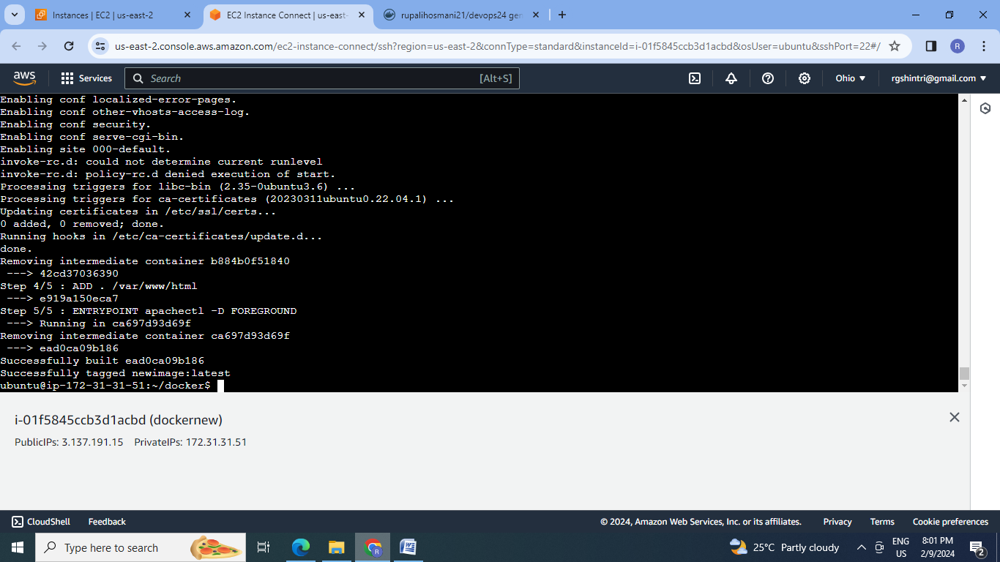 Instances | EC2 | us-east-2
EC2 Instance Connect | us-east-
rupalihosmani21/devops24 gen
us-east-2.console.aws.amazon.com/ec2-instance-connect/ssh?region=us-east-2&connType=standard&instanceId=i-01f5845ccb3d1acbd&osUser=ubuntu&sshPort=22#/
R
aws
Services
Search
[Alt+S]
Ohio
rgshintri@gmail.com
Enabling conf localized-error-pages.
Enabling conf other-vhosts-access-log.
Enabling conf security.
Enabling conf serve-cgi-bin.
Enabling site 000-default.
invoke-rc.d: could not determine current runlevel
invoke-rc.d: policy-rc.d denied execution of start.
Processing triggers for libc-bin (2.35-0ubuntu3.6) ...
Processing triggers for ca-certificates (20230311ubuntu0.22.04.1) ...
Updating certificates in /etc/ssl/certs...
0 added, 0 removed; done.
Running hooks in /etc/ca-certificates/update.d...
done.
Removing intermediate container b884b0f51840
---> 42cd37036390
Step 4/5 : ADD . /var/www/html
---> e919a150eca7
Step 5/5 : ENTRYPOINT apachectl -D FOREGROUND
---> Running in ca697d93d69f
Removing intermediate container ca697d93d69f
---> ead0ca09b186
Successfully built ead0ca09b186
Successfully tagged newimage:latest
ubuntu@ip-172-31-31-51:~/docker$
i-01f5845ccb3d1acbd (dockernew)
PublicIPs: 3.137.191.15 PrivateIPs: 172.31.31.51
CloudShell
Feedback
© 2024, Amazon Web Services, Inc. or its affiliates.
Privacy
Terms
Cookie preferences
Type here to search
R
25°C Partly cloudy
ENG
US
8:01 PM
2/9/2024
2